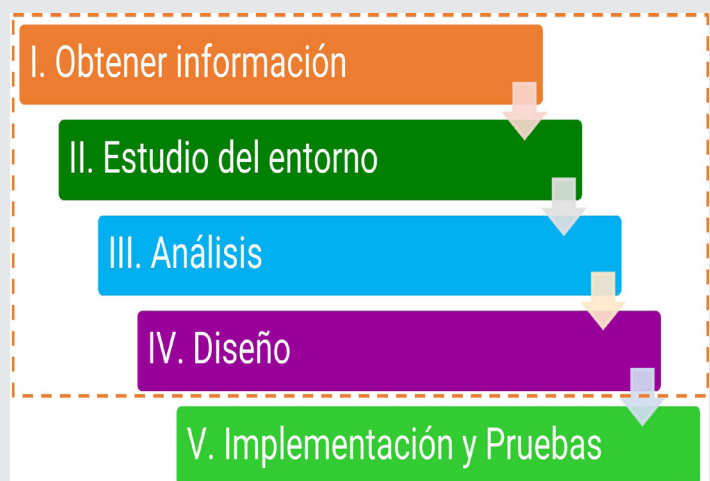 I. Obtener información
II. Estudio del entorno
III. Análisis
IV. Diseño
V. Implementación y Pruebas